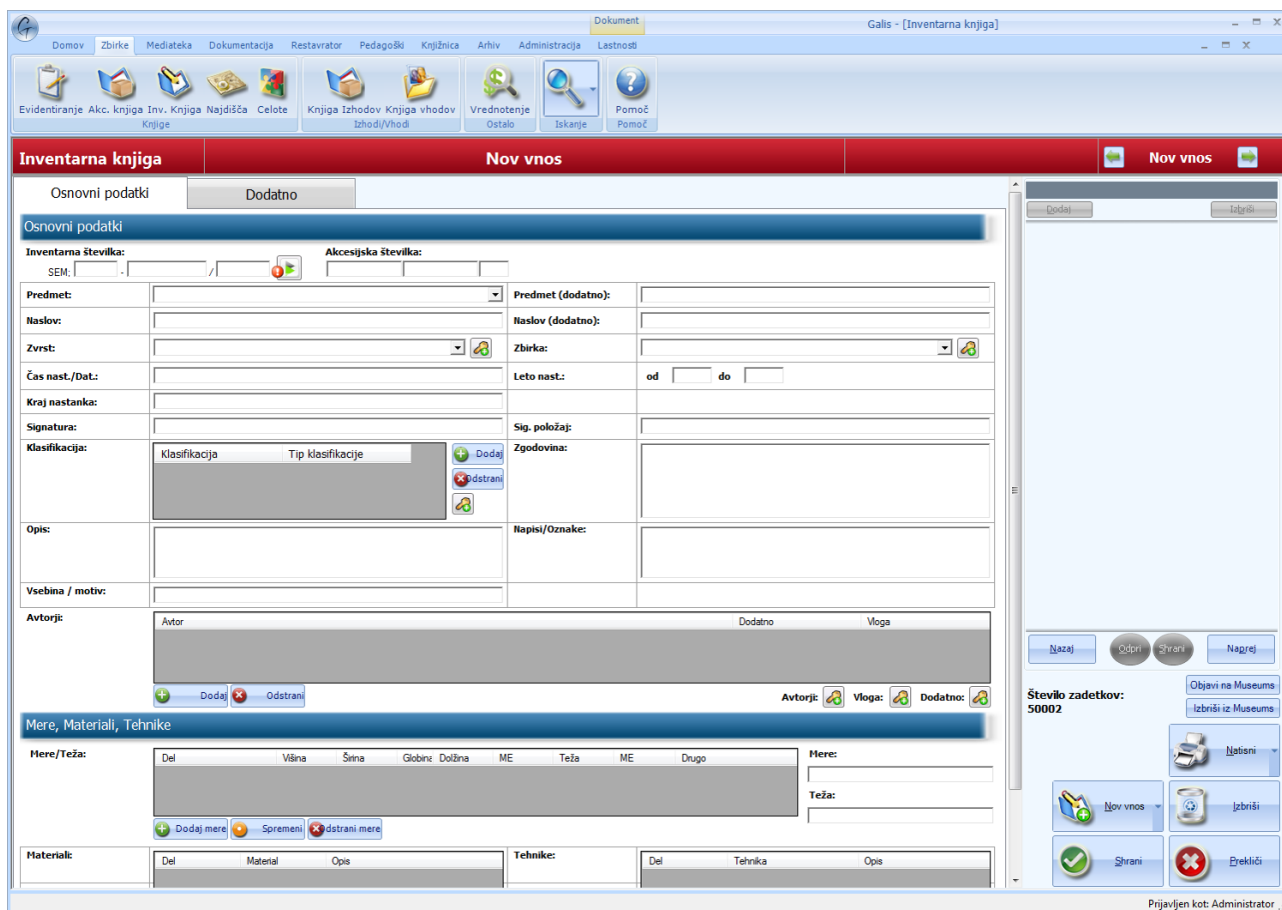 Dokument
Galis - [Inventarna knjiga]
Domov Zbirke Mediateka Dokumentacija Restavrator Pedagoški Knjižnica Arhiv Administracija Lastnosti
Evidentiranje Akc. knjiga Inv. Knjiga Najdišča Celote Knjiga Izhodov Knjiga vhodov Vrednotenje Pomoč
Knjige Izhodi/Vhodi Ostalo Iskanje Pomoč
Inventarna knjiga Nov vnos Nov vnos
Osnovni podatki Dodatno
Dodaj Izbriši
Osnovni podatki
Inventarna številka: Akcesijska številka:
SEM: - /
Predmet: Predmet (dodatno):
Naslov: Naslov (dodatno):
Zvrst: Zbirka:
Čas nast./Dat.: Leto nast.: od do
Kraj nastanka:
Signatura: Sig. položaj:
Klasifikacija: Klasifikacija Tip klasifikacije Dodaj Zgodovina:
Odstrani
Opis: Napisi/Oznake:
Vsebina / motiv:
Avtorji: Avtor Dodatno Vloga
Nazaj Odpri Shrani Naprej
Dodaj Odstrani Avtorji: Vloga: Dodatno:
Število zadetkov:
50002
Objavi na Museums
Izbriši iz Museums
Mere, Materiali, Tehnike
Mere/Teža: Del Višina Širina Globina Dolžina ME Teža ME Drugo Mere:
Teža:
Natisni
Dodaj mere Spremeni Odstrani mere
Nov vnos Izbriši
Materiali: Del Material Opis Tehnike: Del Tehnika Opis
Shrani Prekliči
Prijavljen kot: Administrator